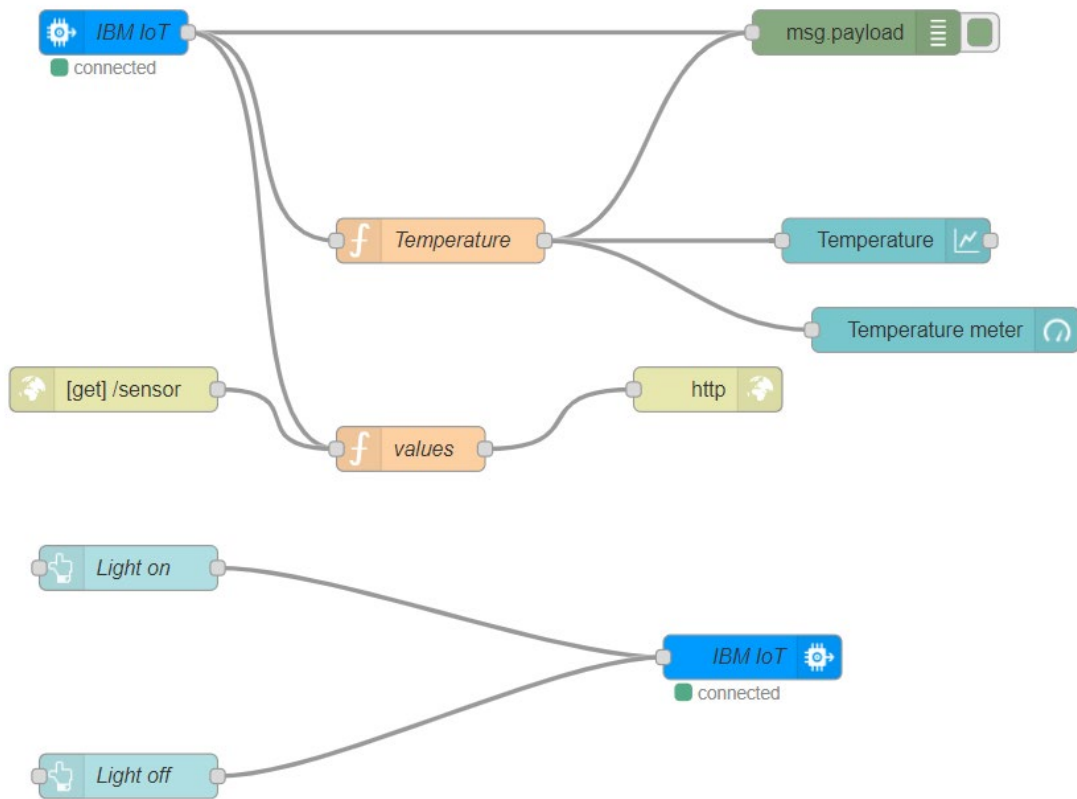 IBM IoT
msg.payload
connected
Temperature
Temperature
Temperature meter
[get] /sensor
http
values
Light on
IBM IoT
connected
Light off